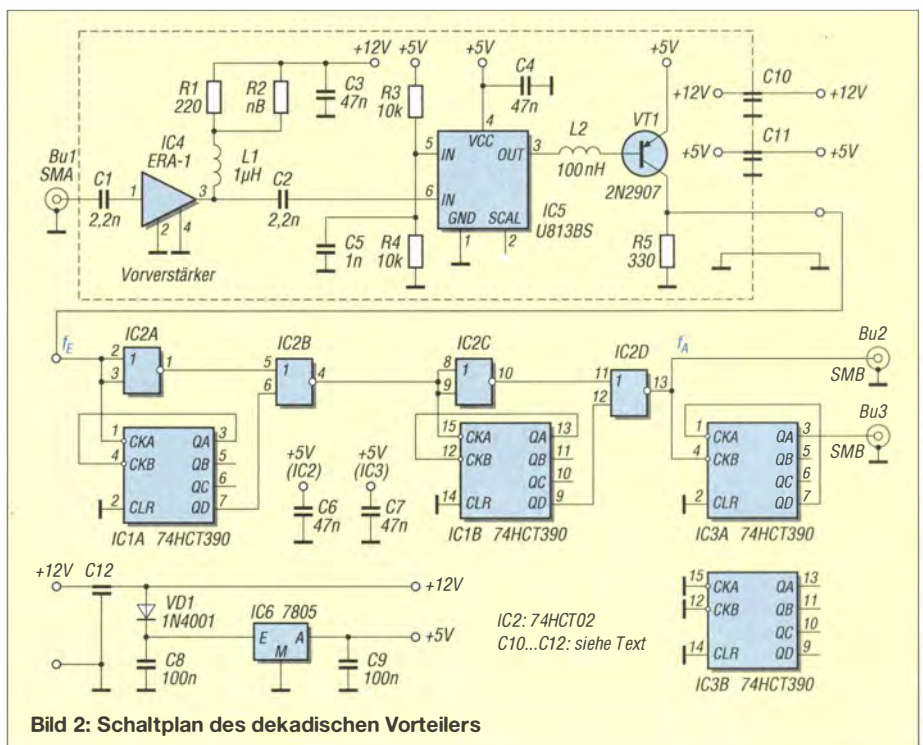 +12V +5V +5V +5V
R1 220
R2 nB
C3 47n
R3 10k
C4 47n
C10
+12V +12V
VT1
C11
+5V +5V
IC4 ERA-1
L1 1µH
4
VCC
5 IN OUT 3
L2
100 nH
2N2907
Bu1 SMA
C1 2,2n
1 3
2 4
C2 2,2n
6 IN
GND SCAL
1 2
IC5 U813BS
C5 1n
R4 10k
R5 330
Vorverstärker
fE
IC2A
2 3 1 1
IC2B
5 6 1 4
IC2C
8 9 1 10
IC2D
11 12 1 13
fA
Bu2
SMB
Bu3
SMB
1 CKA QA 3
4 CKB QB 5
QC 6
2 CLR QD 7
IC1A 74HCT390
+5V (IC2)
C6 47n
+5V (IC3)
C7 47n
15 CKA QA 13
12 CKB QB 11
QC 10
14 CLR QD 9
IC1B 74HCT390
1 CKA QA 3
4 CKB QB 5
QC 6
2 CLR QD 7
IC3A 74HCT390
+12V C12 +12V
VD1 1N4001
IC6 7805
E A
M
+5V
C8 100n
C9 100n
IC2: 74HCT02
C10...C12: siehe Text
15 CKA QA 13
12 CKB QB 11
QC 10
14 CLR QD 9
IC3B 74HCT390
Bild 2: Schaltplan des dekadischen Vorteilers